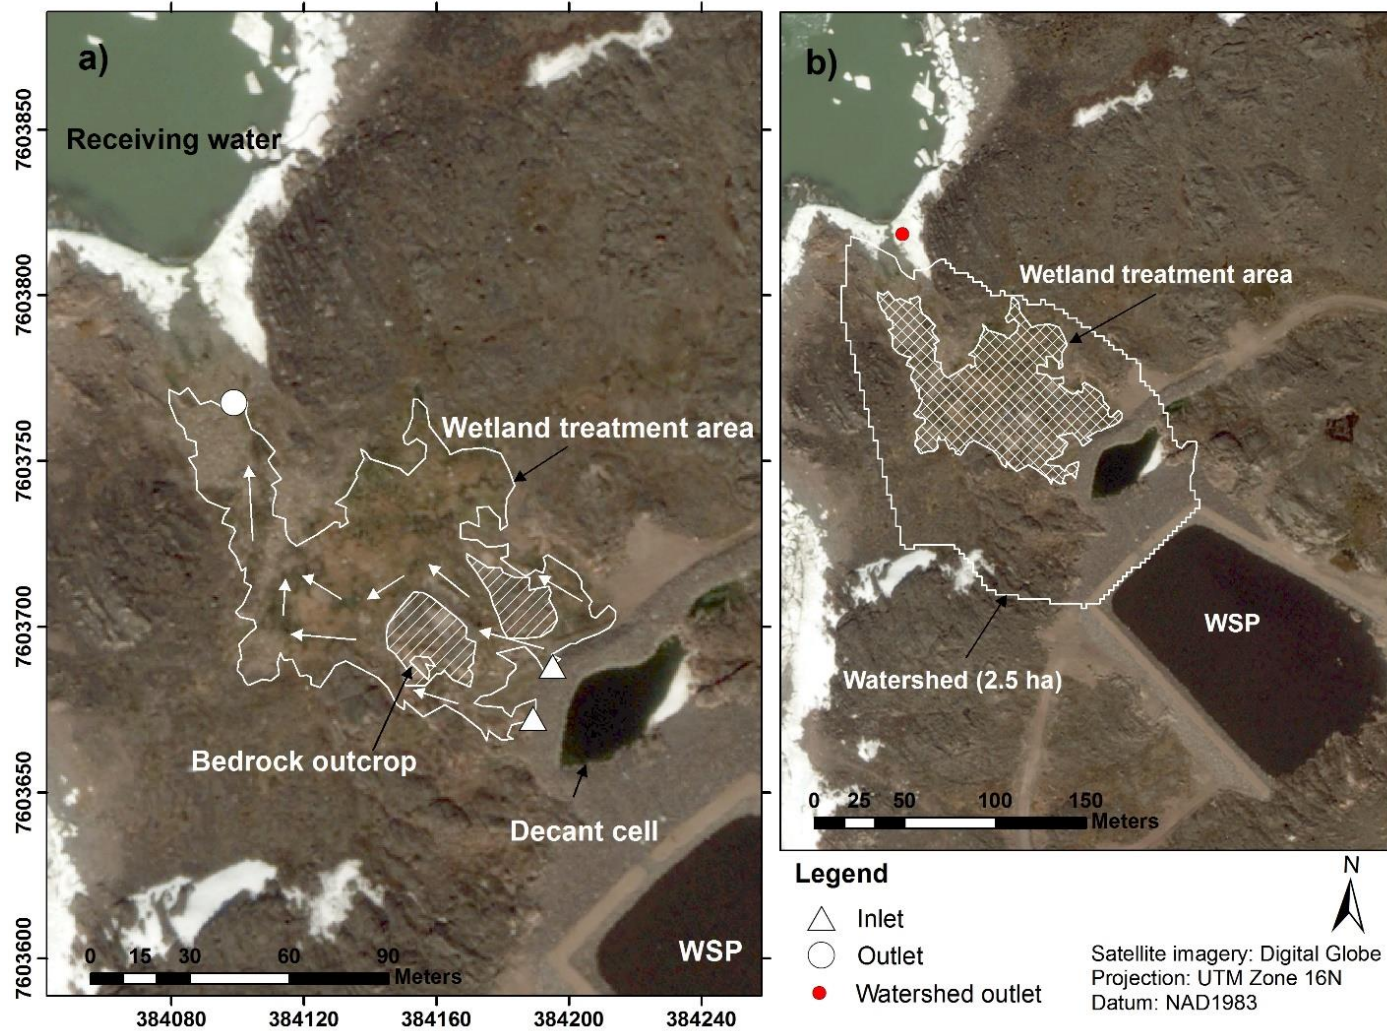 a)
Receiving water
Wetland treatment area
Bedrock outcrop
Decant cell
WSP
0 15 30 60 90
Meters
7603850
7603800
7603750
7603700
7603650
7603600
384080 384120 384160 384200 384240
b)
Wetland treatment area
WSP
Watershed (2.5 ha)
0 25 50 100 150
Meters
Legend
Inlet
Outlet
Watershed outlet
N
Satellite imagery: Digital Globe
Projection: UTM Zone 16N
Datum: NAD1983